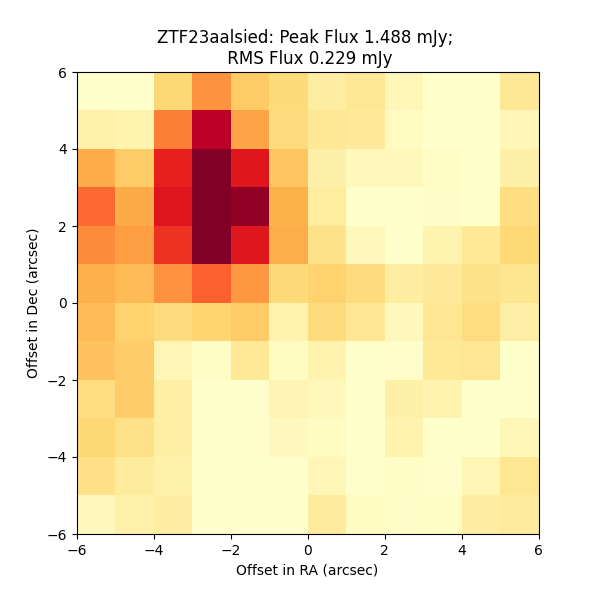 ZTF23aalsied: Peak Flux 1.488 mJy;
RMS Flux 0.229 mJy
6
4
2
0
−2
−4
−6
Offset in Dec (arcsec)
−6 −4 −2 0 2 4 6
Offset in RA (arcsec)